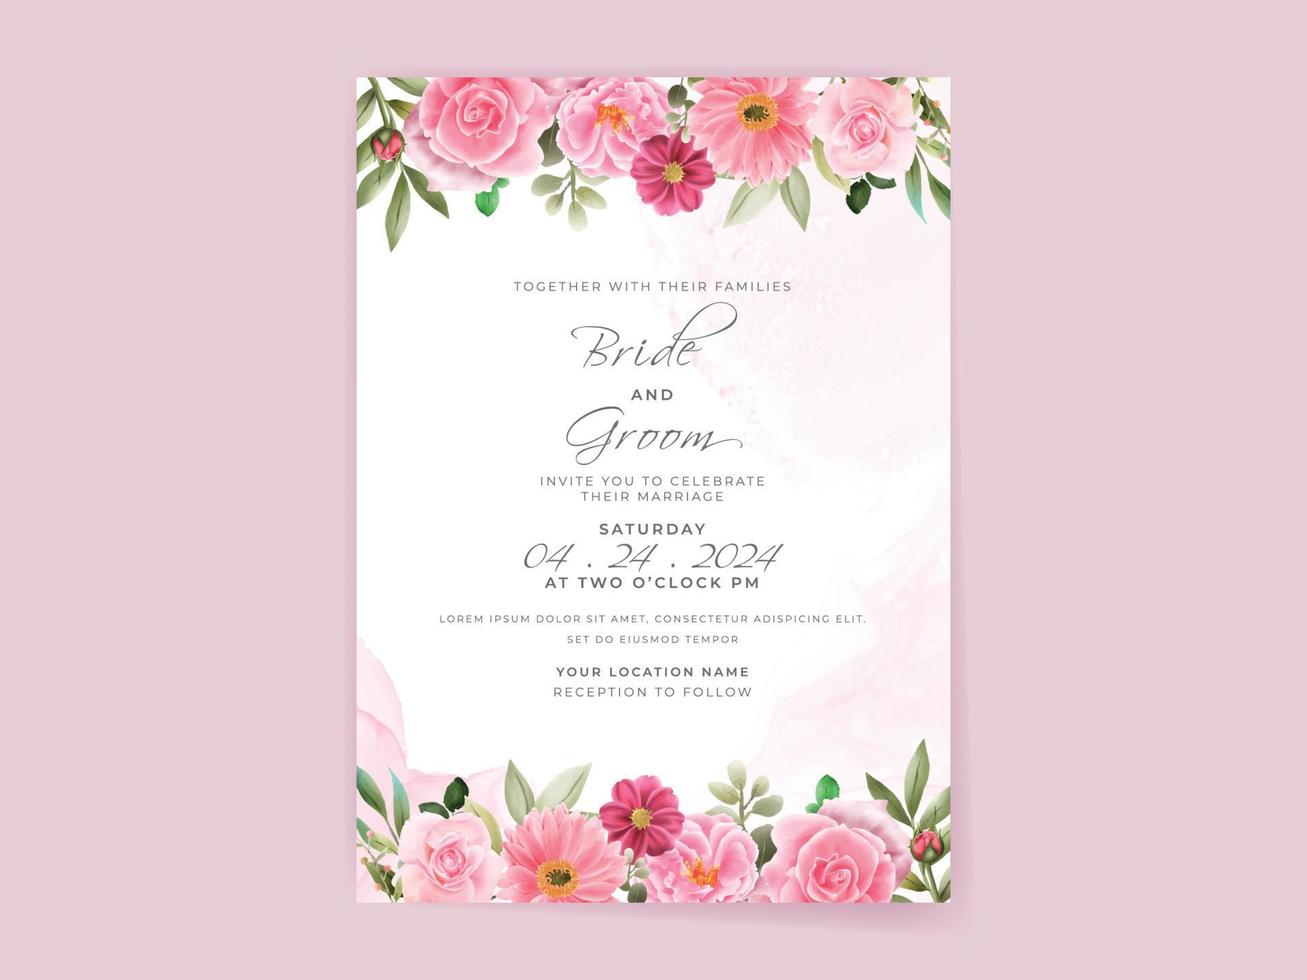 TOGETHER WITH THEIR FAMILIES
Bride
AND
Groom
INVITE YOU TO CELEBRATE
THEIR MARRIAGE
SATURDAY
04 . 24 . 2024
AT TWO O’CLOCK PM
LOREM IPSUM DOLOR SIT AMET, CONSECTETUR ADISPICING ELIT.
SET DO EIUSMOD TEMPOR
YOUR LOCATION NAME
RECEPTION TO FOLLOW